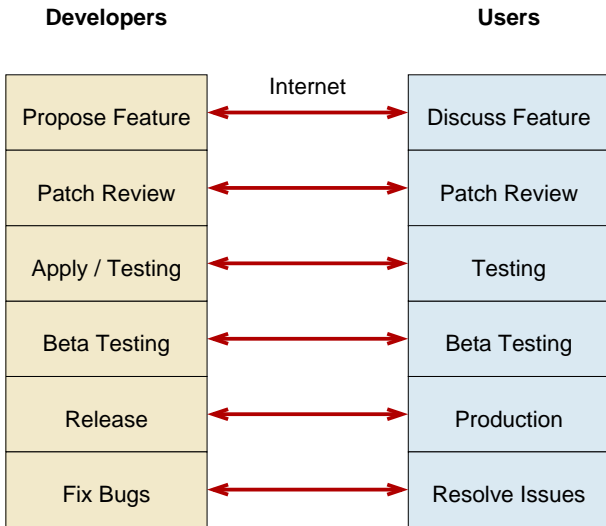 Developers Users
Internet
Propose Feature Discuss Feature
Patch Review Patch Review
Apply / Testing Testing
Beta Testing Beta Testing
Release Production
Fix Bugs Resolve Issues